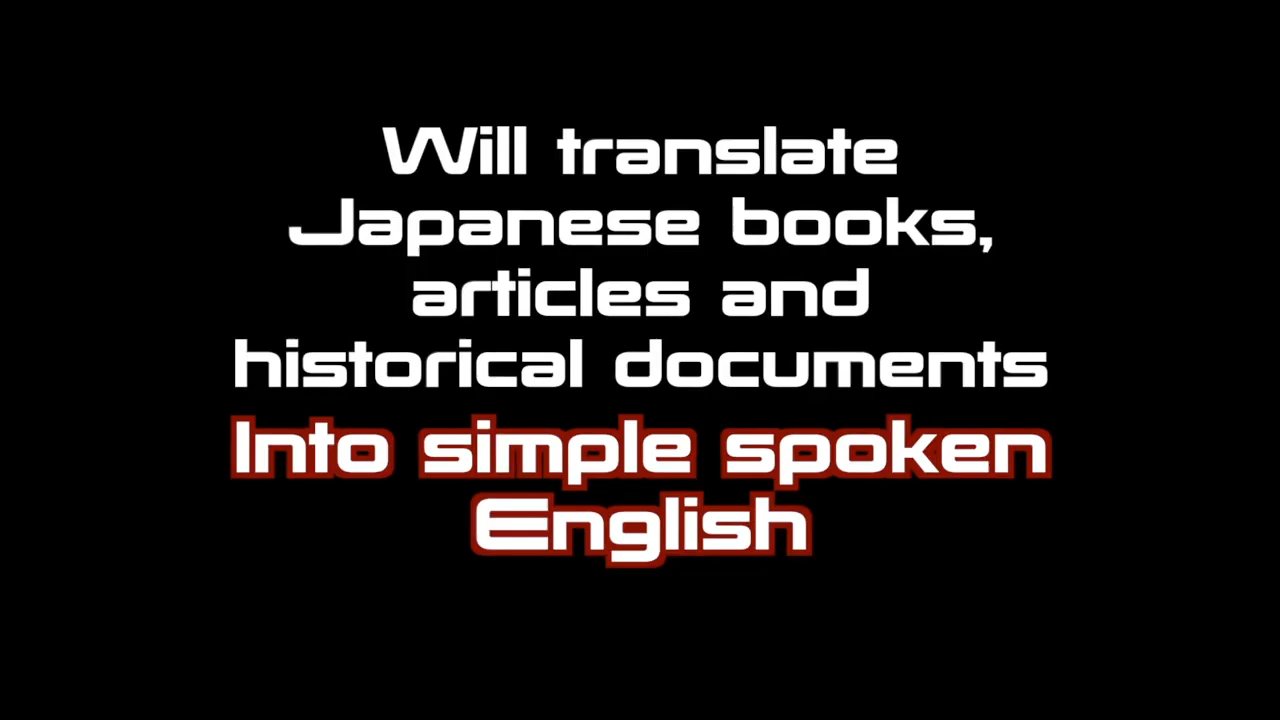 Will translate
Japanese books,
articles and
historical documents
Into simple spoken
English